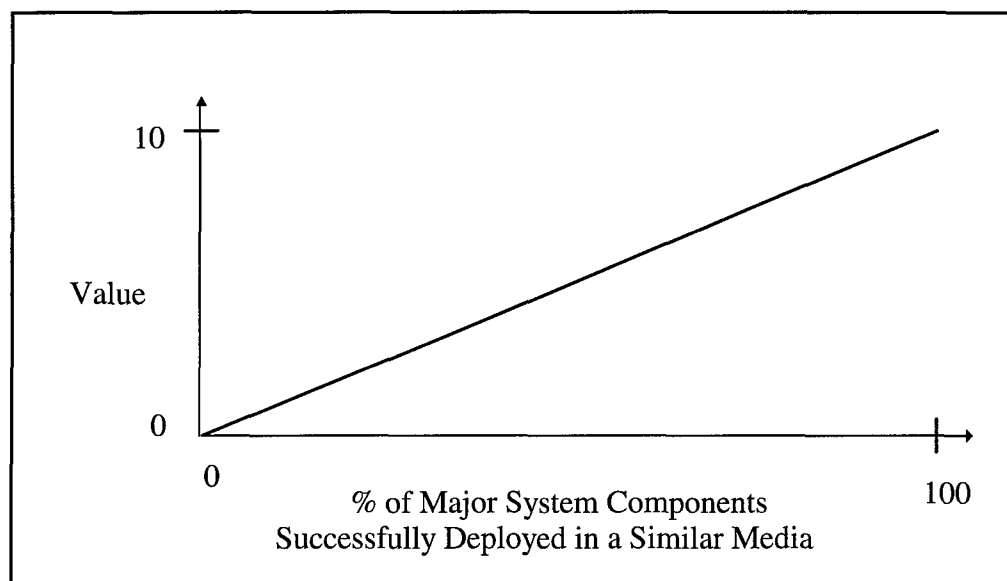 10
Value
0
0
100
% of Major System Components
Successfully Deployed in a Similar Media